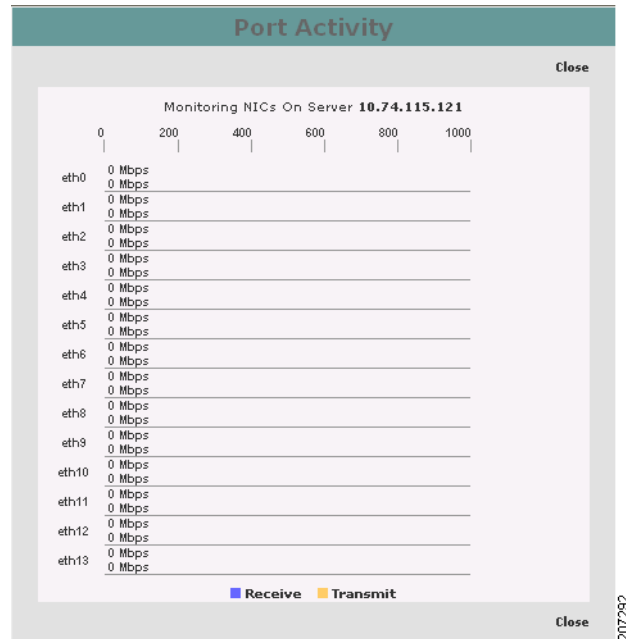 Port Activity
Close
Monitoring NICs On Server 10.74.115.121
0 200 400 600 800 1000
0 Mbps
eth0
0 Mbps
0 Mbps
eth1
0 Mbps
0 Mbps
eth2
0 Mbps
0 Mbps
eth3
0 Mbps
0 Mbps
eth4
0 Mbps
0 Mbps
eth5
0 Mbps
0 Mbps
eth6
0 Mbps
0 Mbps
eth7
0 Mbps
0 Mbps
eth8
0 Mbps
0 Mbps
eth9
0 Mbps
0 Mbps
eth10
0 Mbps
0 Mbps
eth11
0 Mbps
0 Mbps
eth12
0 Mbps
0 Mbps
eth13
0 Mbps
Receive Transmit
Close
207292